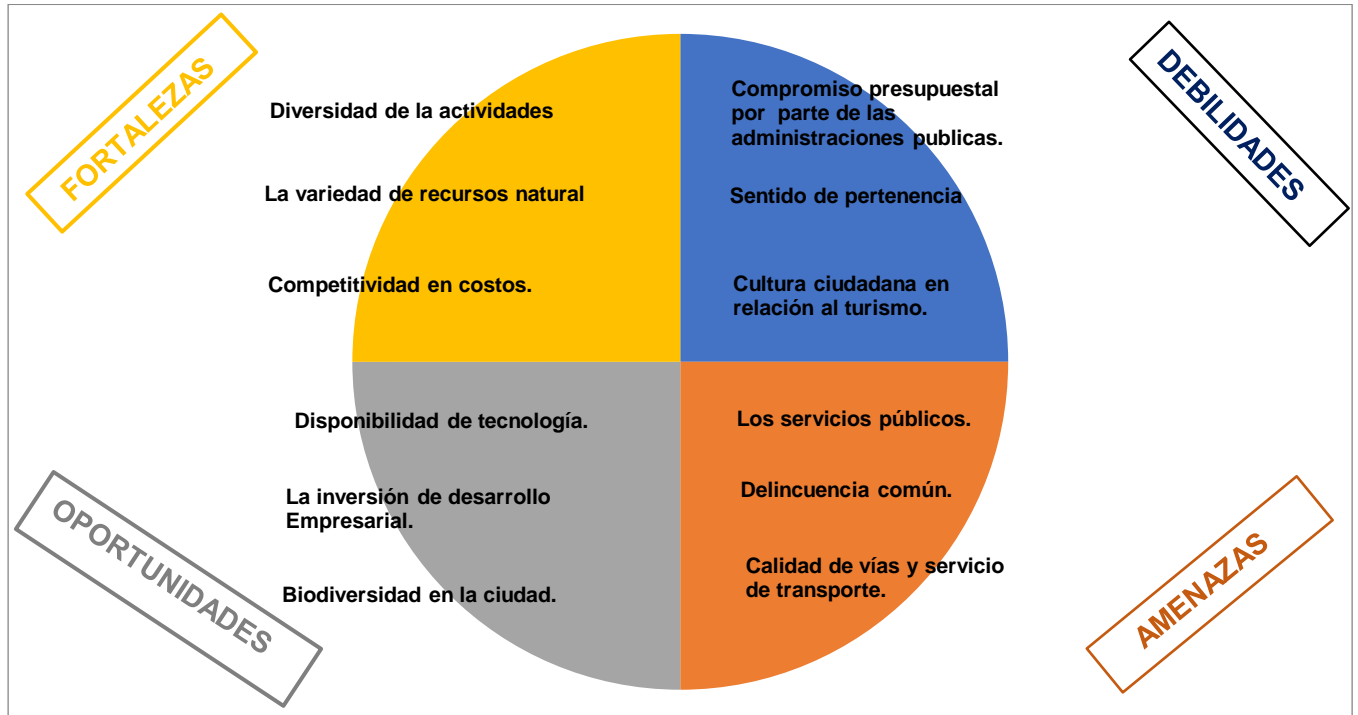 FORTALEZAS
Diversidad de la actividades
La variedad de recursos natural
Competitividad en costos.
DEBILIDADES
Compromiso presupuestal
por parte de las
administraciones publicas.
Sentido de pertenencia
Cultura ciudadana en
relación al turismo.
OPORTUNIDADES
Disponibilidad de tecnología.
La inversión de desarrollo
Empresarial.
Biodiversidad en la ciudad.
AMENAZAS
Los servicios públicos.
Delincuencia común.
Calidad de vías y servicio
de transporte.